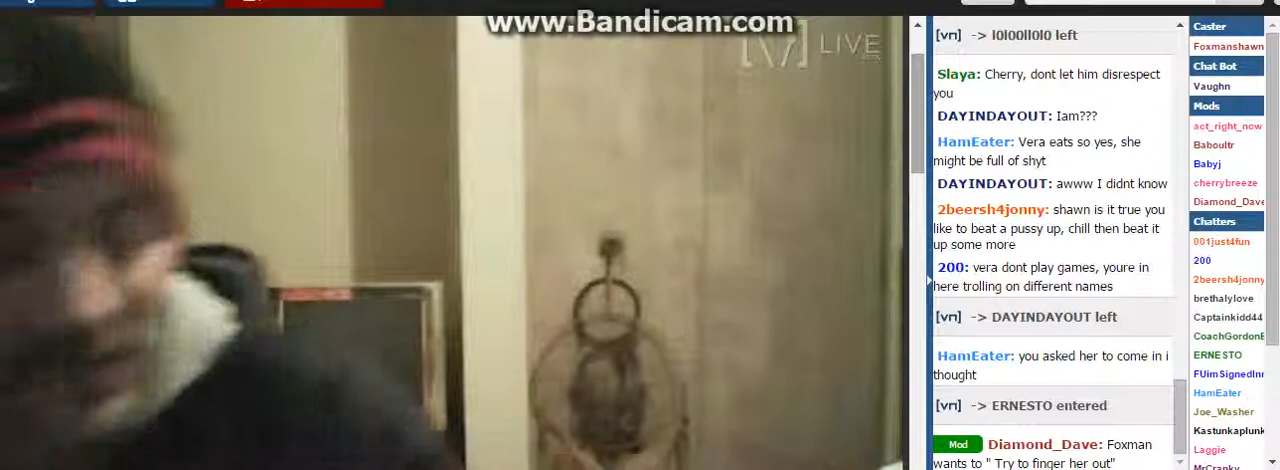 www.Bandicam.com
[V] LIVE
[vn] -> l0l00ll0l0 left
Slaya: Cherry, dont let him disrespect
you
DAYINDAYOUT: Iam???
HamEater: Vera eats so yes, she
might be full of shyt
DAYINDAYOUT: awww I didnt know
2beersh4jonny: shawn is it true you
like to beat a pussy up, chill then beat it
up some more
200: vera dont play games, youre in
here trolling on different names
[vn] -> DAYINDAYOUT left
HamEater: you asked her to come in i
thought
[vn] -> ERNESTO entered
Mod Diamond_Dave: Foxman
wants to " Try to finger her out"
Caster
Foxmanshawn
Chat Bot
Vaughn
Mods
act_right_now
Baboultr
Babyj
cherrybreeze
Diamond_Dave
Chatters
001just4fun
200
2beersh4jonny
brethalylove
Captainkidd44
CoachGordonB
ERNESTO
FUimSignedInn
HamEater
Joe_Washer
Kastunkaplunk
Laggie
MrCranky